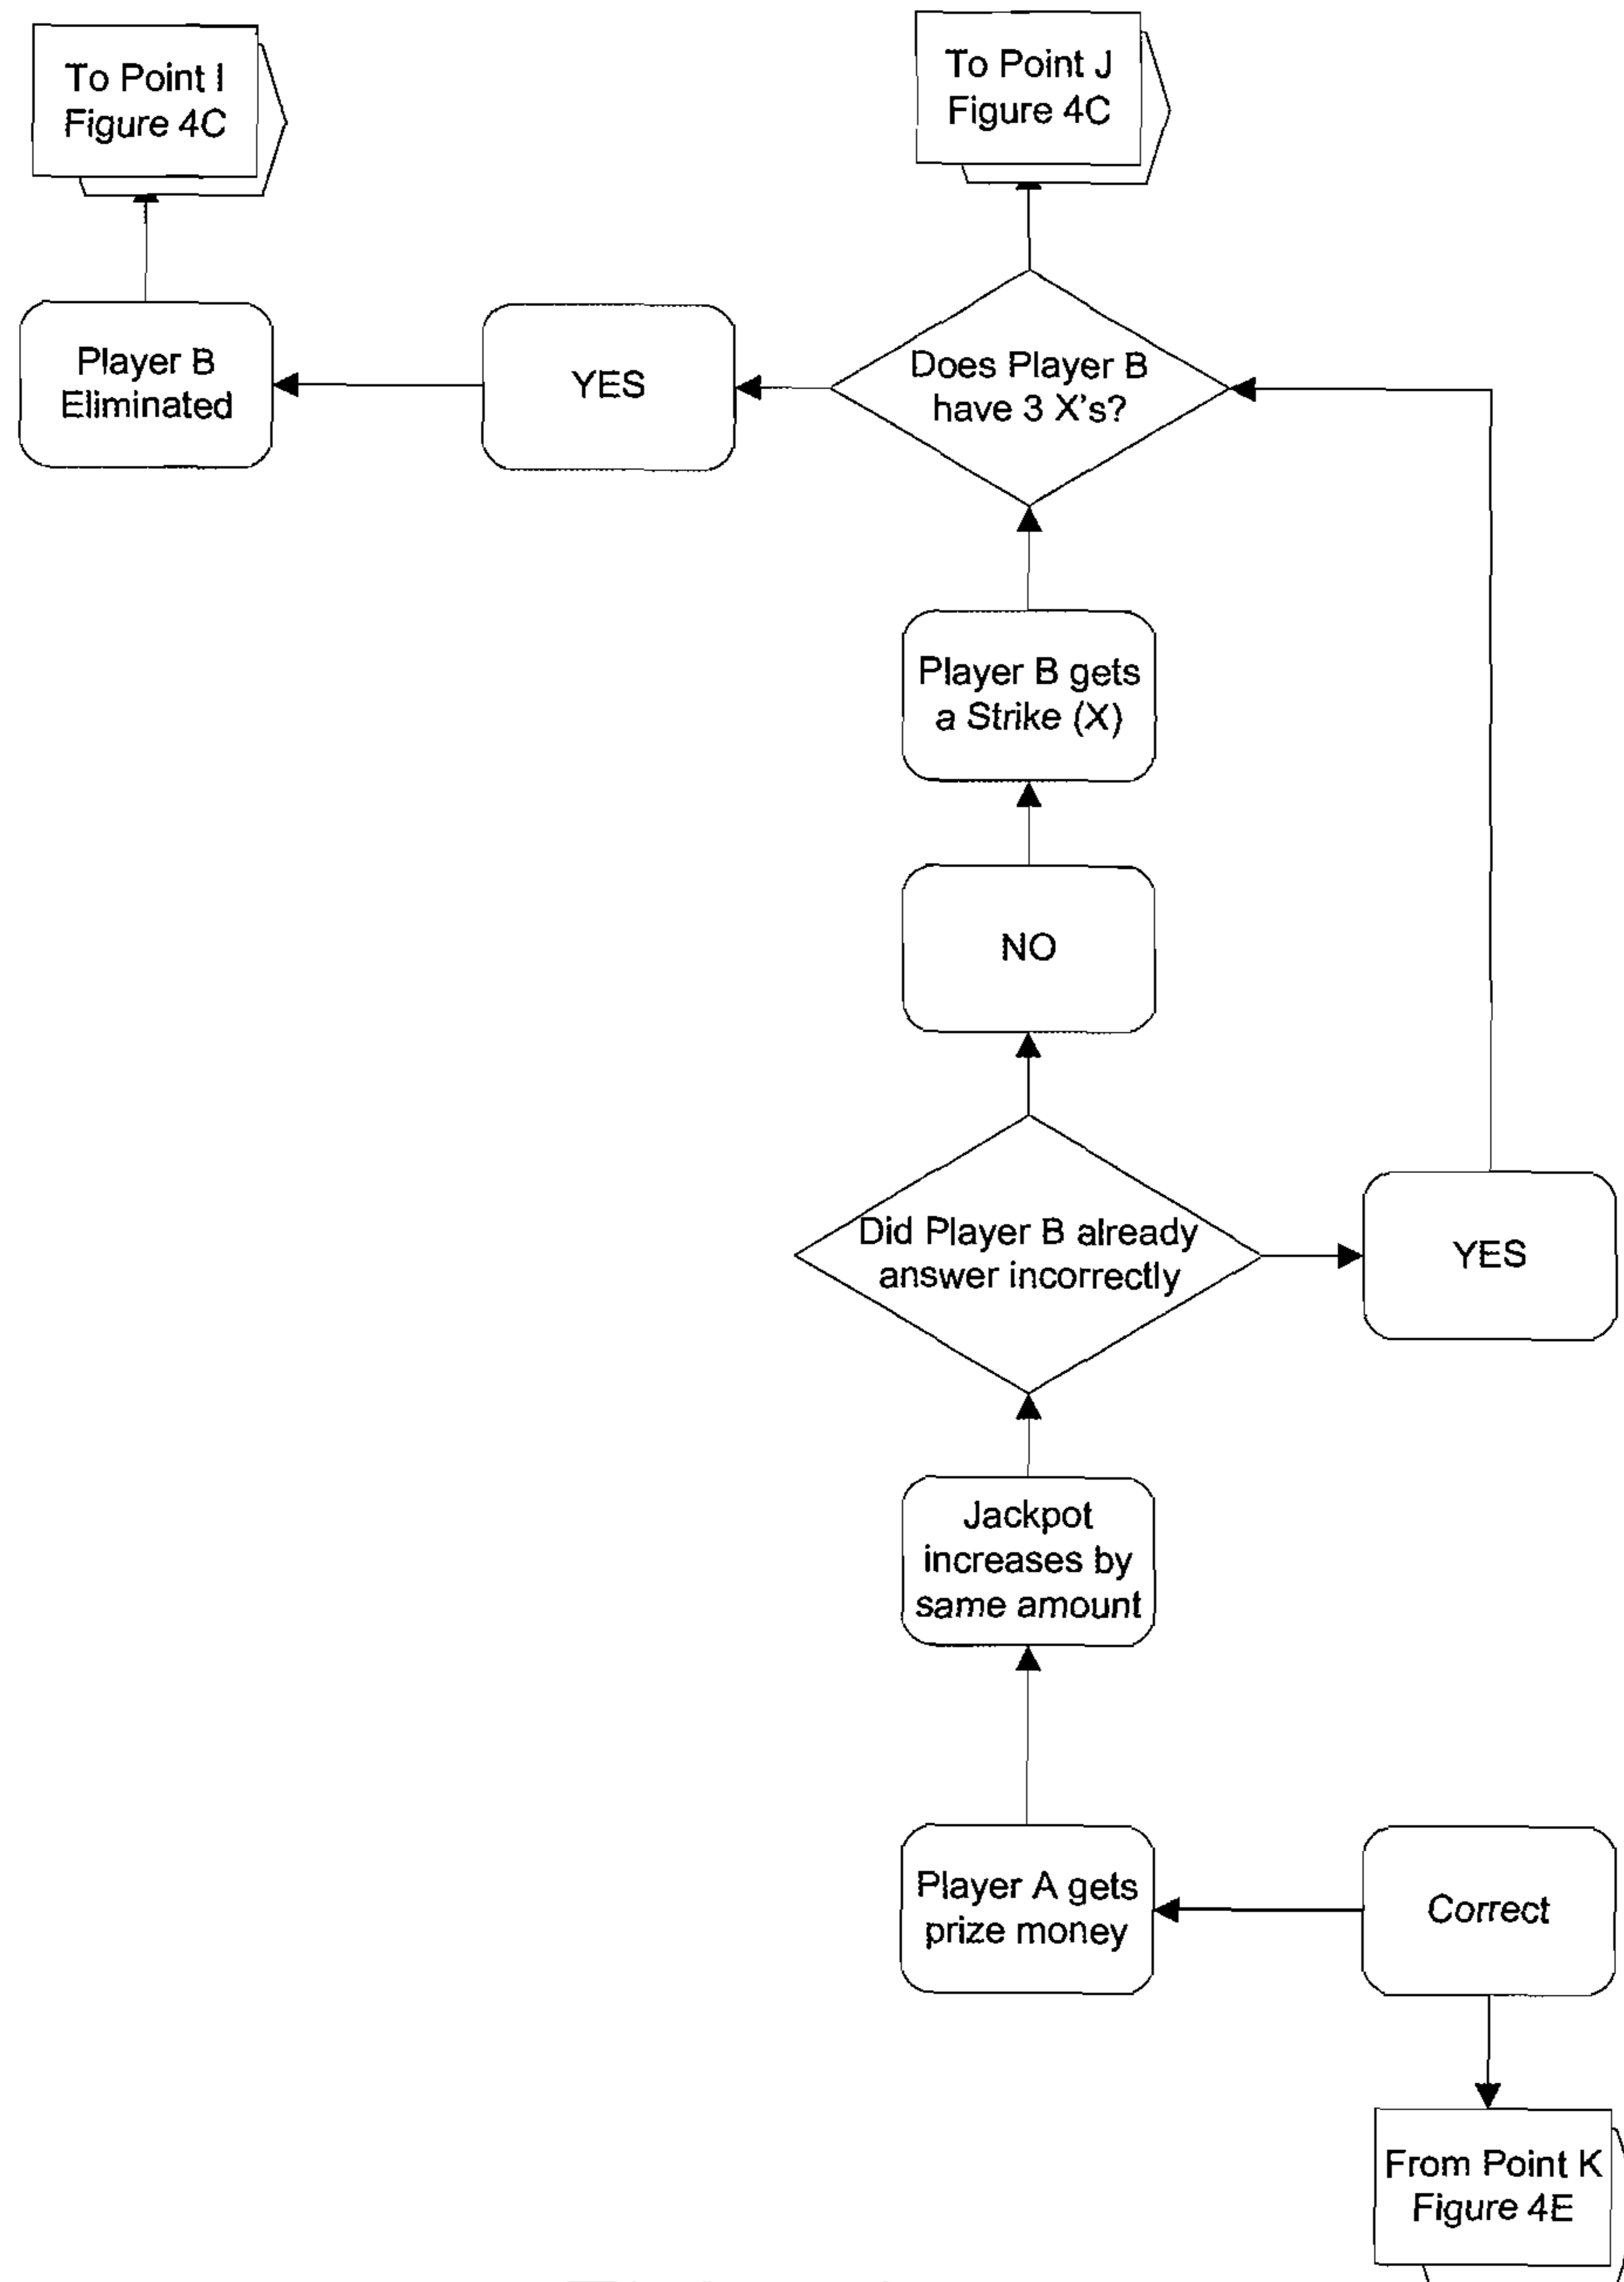 To Point I
Figure 4C
To Point J
Figure 4C
Player B
Eliminated
YES
Does Player B
have 3 X's?
Player B gets
a Strike (X)
NO
Did Player B already
answer incorrectly
YES
Jackpot
increases by
same amount
Player A gets
prize money
Correct
From Point K
Figure 4E